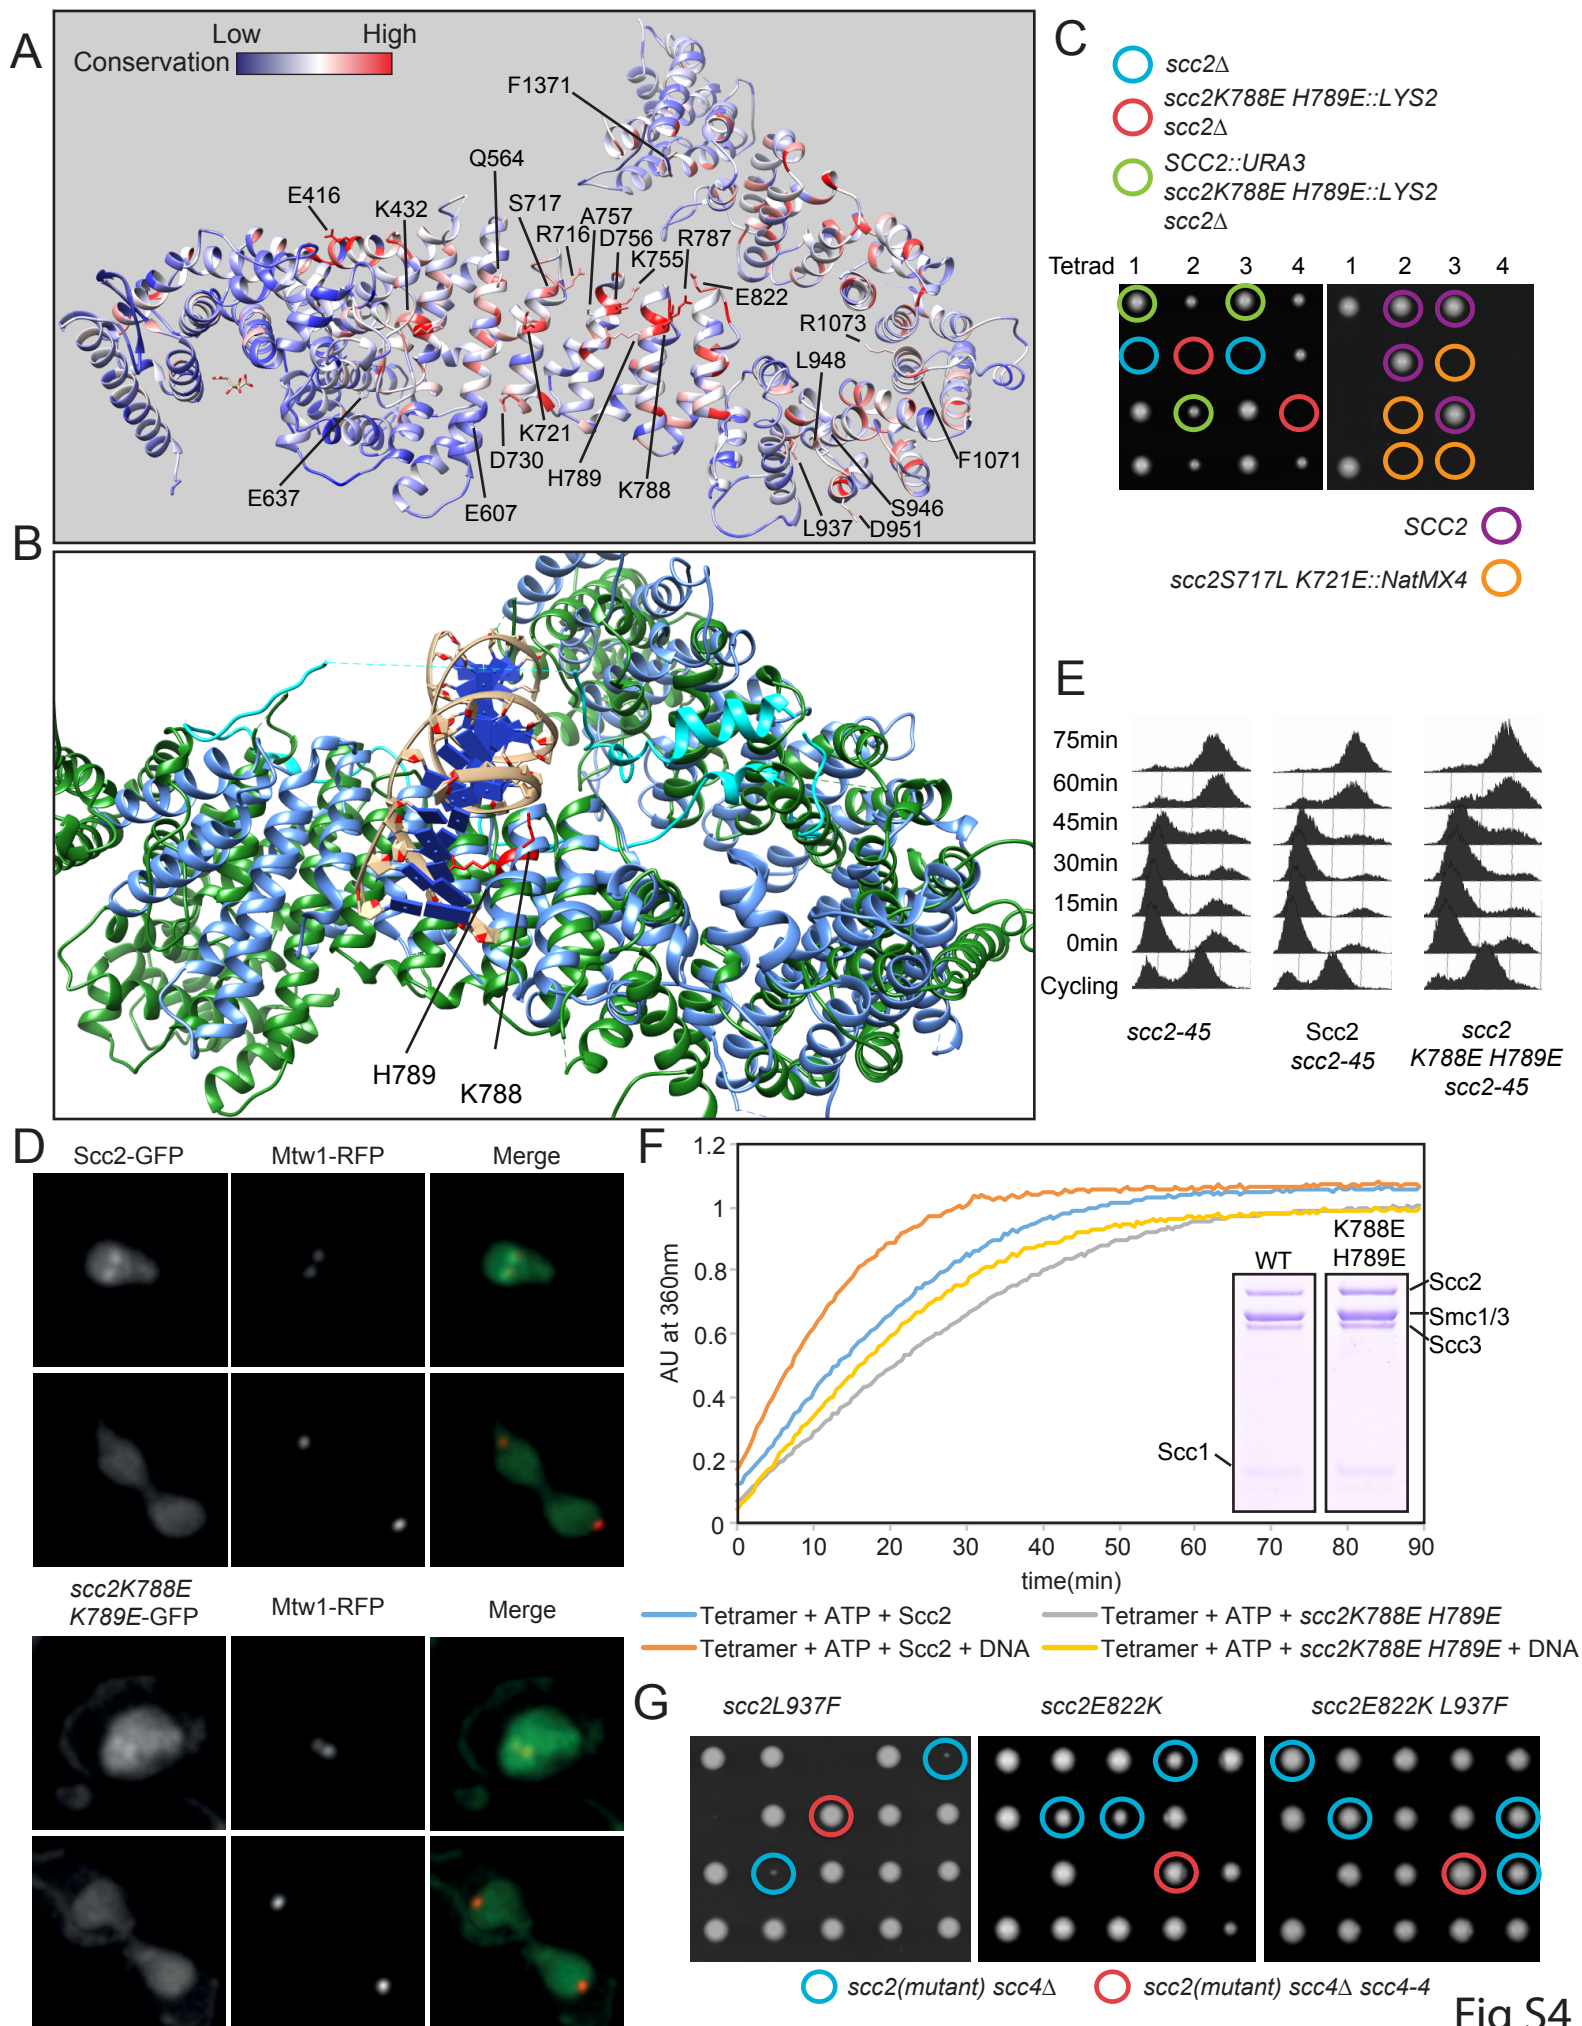 A
Low High
Conservation
F1371
Q564
E416
K432
S717
A757
R716
D756
R787
K755
E822
R1073
L948
K721
D730
H789
K788
F1071
E637
E607
S946
L937
D951
B
H789
K788
C
scc2Δ
scc2K788E H789E::LYS2
scc2Δ
SCC2::URA3
scc2K788E H789E::LYS2
scc2Δ
Tetrad 1 2 3 4 1 2 3 4
SCC2
scc2S717L K721E::NatMX4
E
75min
60min
45min
30min
15min
0min
Cycling
scc2-45
Scc2
scc2-45
scc2
K788E H789E
scc2-45
D
Scc2-GFP Mtw1-RFP Merge
scc2K788E
K789E-GFP
Mtw1-RFP Merge
F
1.2
1
0.8
0.6
0.4
0.2
0
AU at 360nm
0 10 20 30 40 50 60 70 80 90
time(min)
WT
K788E
H789E
Scc2
Smc1/3
Scc3
Scc1
Tetramer + ATP + Scc2
Tetramer + ATP + scc2K788E H789E
Tetramer + ATP + Scc2 + DNA
Tetramer + ATP + scc2K788E H789E + DNA
G
scc2L937F scc2E822K scc2E822K L937F
scc2(mutant) scc4Δ
scc2(mutant) scc4Δ scc4-4
Fig S4